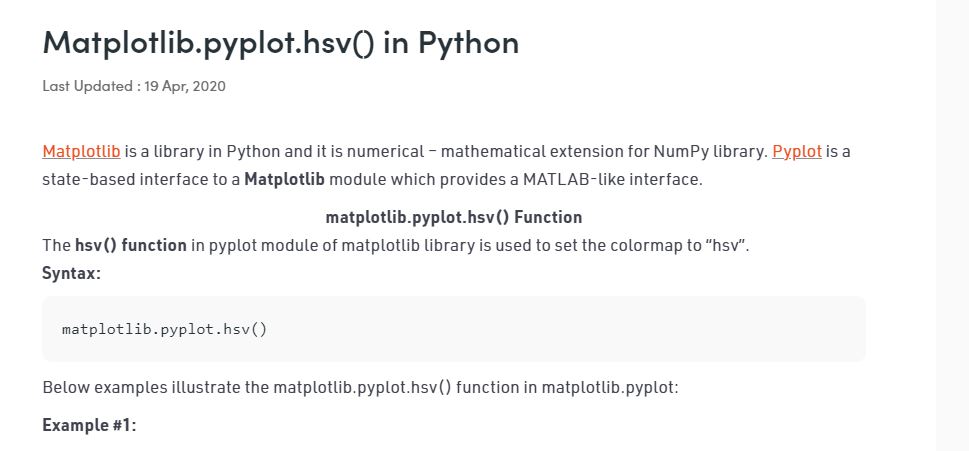 Matplotlib.pyplot.hsv() in Python
Last Updated : 19 Apr, 2020
Matplotlib is a library in Python and it is numerical – mathematical extension for NumPy library. Pyplot is a
state-based interface to a Matplotlib module which provides a MATLAB-like interface.
matplotlib.pyplot.hsv() Function
The hsv() function in pyplot module of matplotlib library is used to set the colormap to “hsv”.
Syntax:
matplotlib.pyplot.hsv()
Below examples illustrate the matplotlib.pyplot.hsv() function in matplotlib.pyplot:
Example #1: